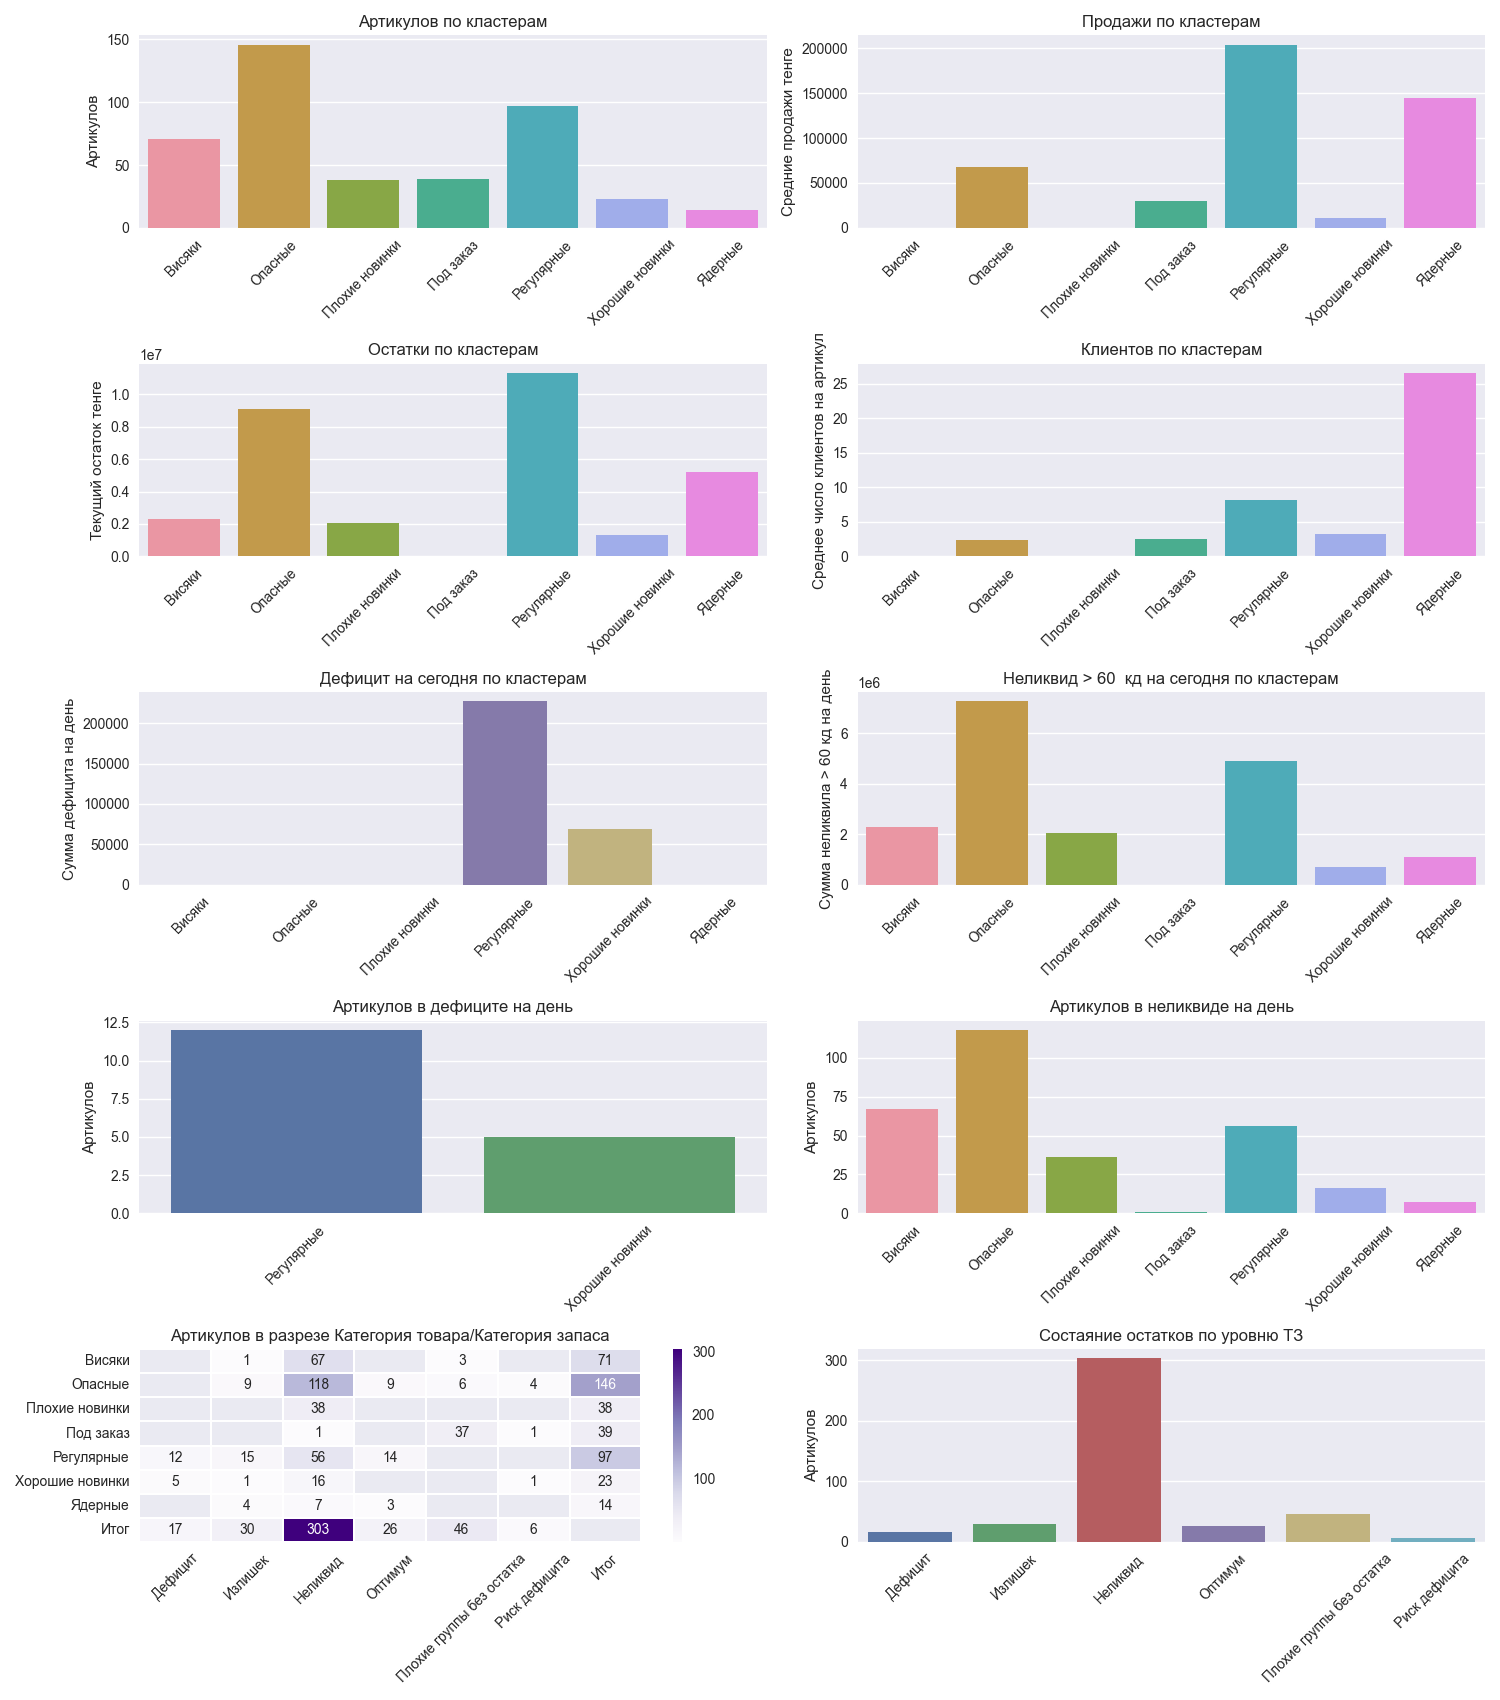 Артикулов по кластерам
Артикулов
150
100
50
0
Висяки
Опасные
Плохие новинки
Под заказ
Регулярные
Хорошие новинки
Ядерные
Продажи по кластерам
Средние продажи тенге
200000
150000
100000
50000
0
Висяки
Опасные
Плохие новинки
Под заказ
Регулярные
Хорошие новинки
Ядерные
Остатки по кластерам
1e7
Текущий остаток тенге
1.0
0.8
0.6
0.4
0.2
0.0
Висяки
Опасные
Плохие новинки
Под заказ
Регулярные
Хорошие новинки
Ядерные
Клиентов по кластерам
Среднее число клиентов на артикул
25
20
15
10
5
0
Висяки
Опасные
Плохие новинки
Под заказ
Регулярные
Хорошие новинки
Ядерные
Дефицит на сегодня по кластерам
Сумма дефицита на день
200000
150000
100000
50000
0
Висяки
Опасные
Плохие новинки
Регулярные
Хорошие новинки
Ядерные
Неликвид > 60 кд на сегодня по кластерам
1e6
Сумма неликвила > 60 кд на день
6
4
2
0
Висяки
Опасные
Плохие новинки
Под заказ
Регулярные
Хорошие новинки
Ядерные
Артикулов в дефиците на день
Артикулов
12.5
10.0
7.5
5.0
2.5
0.0
Регулярные
Хорошие новинки
Артикулов в неликвиде на день
Артикулов
100
75
50
25
0
Висяки
Опасные
Плохие новинки
Под заказ
Регулярные
Хорошие новинки
Ядерные
Артикулов в разрезе Категория товара/Категория запаса
Висяки 1 67 3 71
Опасные 9 118 9 6 4 146
Плохие новинки 38 38
Под заказ 1 37 1 39
Регулярные 12 15 56 14 97
Хорошие новинки 5 1 16 1 23
Ядерные 4 7 3 14
Итог 17 30 303 26 46 6
Дефицит
Излишек
Неликвид
Оптимум
Плохие группы без остатка
Риск дефицита
Итог
300
200
100
Состаяние остатков по уровню ТЗ
Артикулов
300
200
100
0
Дефицит
Излишек
Неликвид
Оптимум
Плохие группы без остатка
Риск дефицита